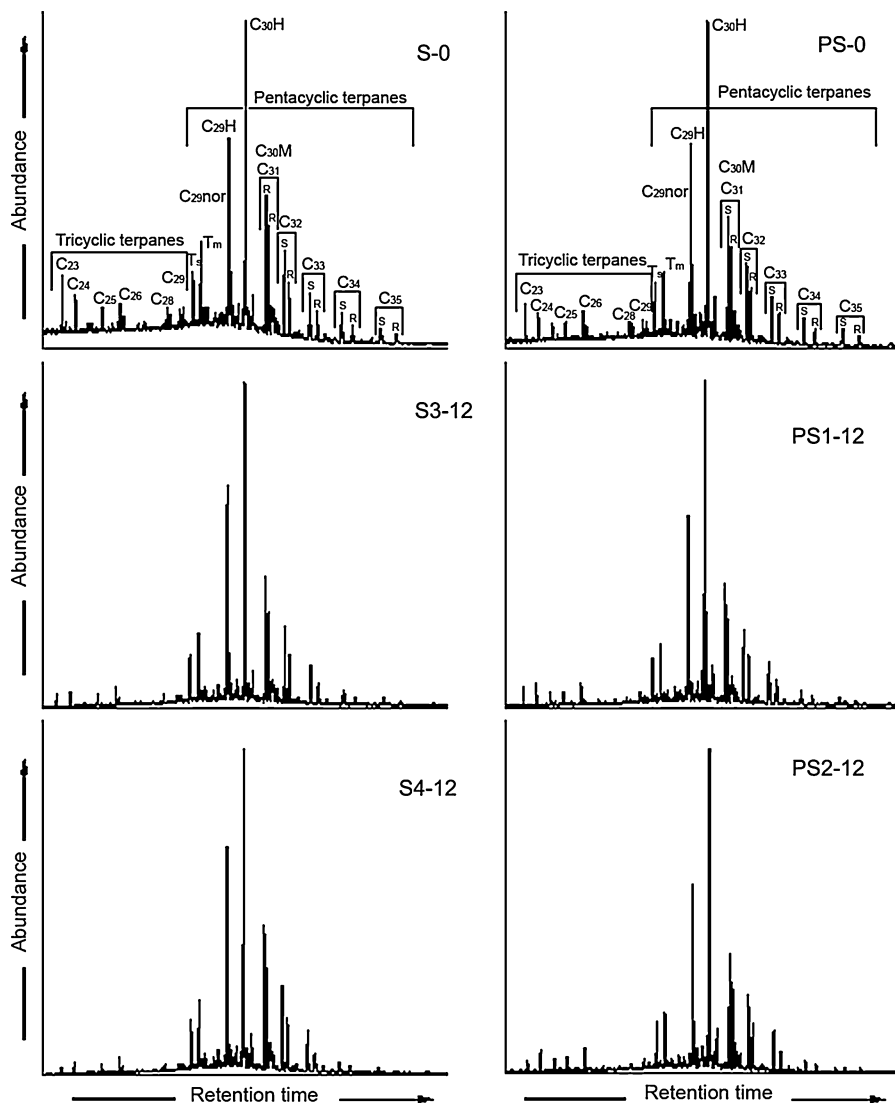 C30H
S-0
Pentacyclic terpanes
C29H
C30M
C31
C29nor
R
R
C32
S
R
Tricyclic terpanes
Ts
Tm
C23
C24
C25
C26
C28
C29
C33
S
R
C34
S
R
C35
S
R
Abundance
C30H
PS-0
Pentacyclic terpanes
C29H
C30M
C31
C29nor
S
R
C32
S
R
Tricyclic terpanes
Ts
Tm
C23
C24
C25
C26
C28
C29
C33
S
R
C34
S
R
C35
S
R
S3-12
Abundance
PS1-12
S4-12
Abundance
PS2-12
Retention time
Retention time